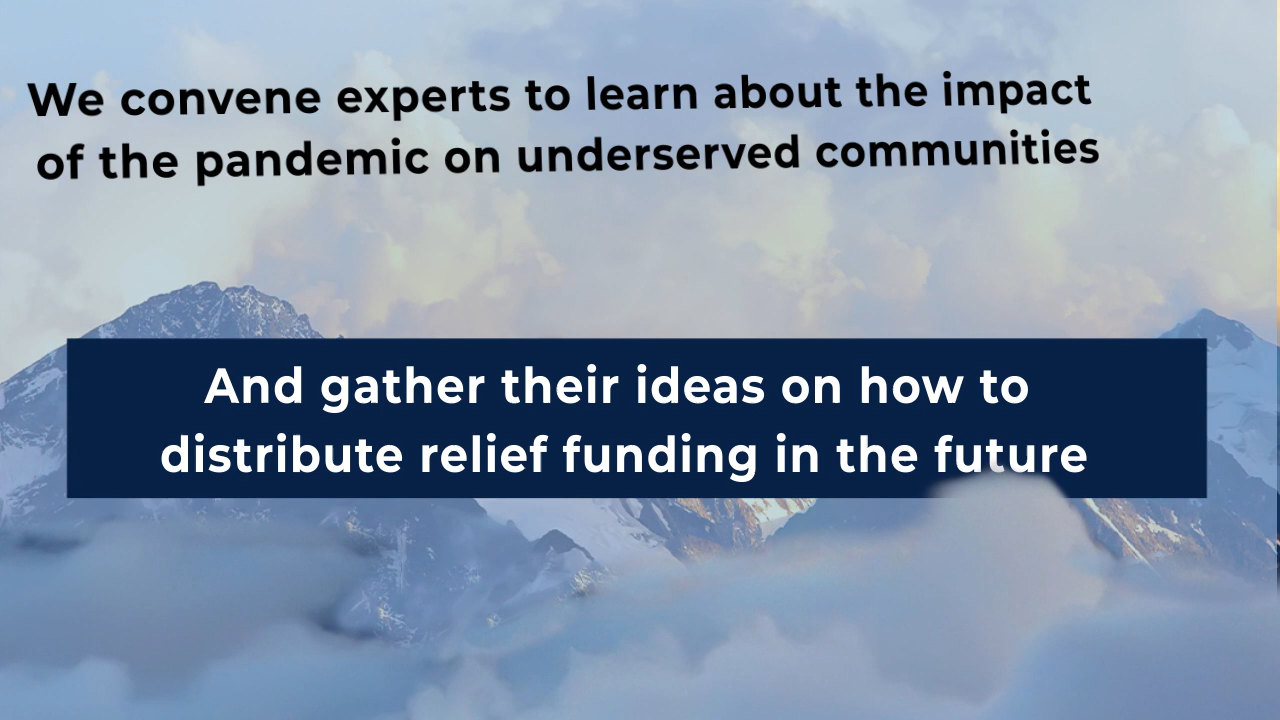 We convene experts to learn about the impact
of the pandemic on underserved communities
And gather their ideas on how to
distribute relief funding in the future